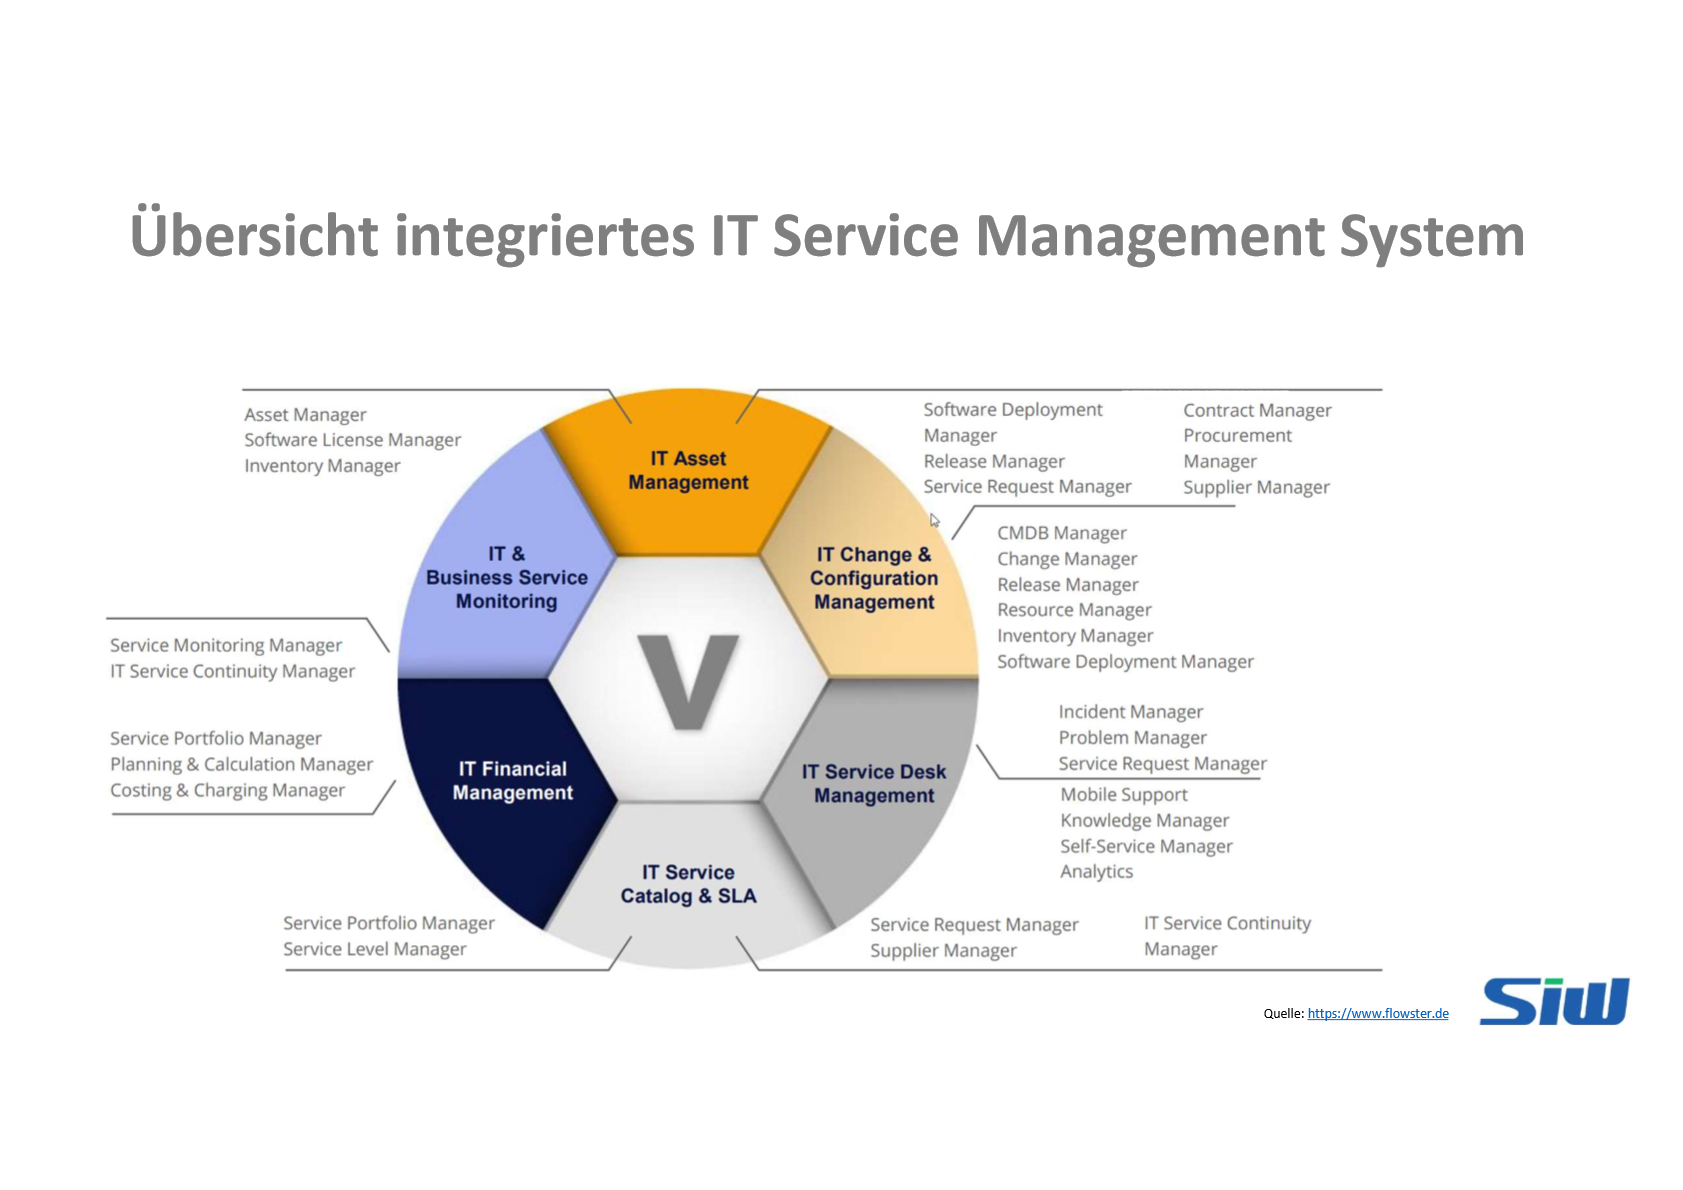 Übersicht integriertes IT Service Management System
Asset Manager
Software License Manager
Inventory Manager
IT Asset
Management
Software Deployment
Manager
Release Manager
Service Request Manager
Contract Manager
Procurement
Manager
Supplier Manager
IT &
Business Service
Monitoring
IT Change &
Configuration
Management
CMDB Manager
Change Manager
Release Manager
Resource Manager
Inventory Manager
Software Deployment Manager
Service Monitoring Manager
IT Service Continuity Manager
V
Service Portfolio Manager
Planning & Calculation Manager
Costing & Charging Manager
IT Financial
Management
IT Service Desk
Management
Incident Manager
Problem Manager
Service Request Manager
Mobile Support
Knowledge Manager
Self-Service Manager
Analytics
IT Service
Catalog & SLA
Service Portfolio Manager
Service Level Manager
Service Request Manager
Supplier Manager
IT Service Continuity
Manager
Quelle: https://www.flowster.de
Siw